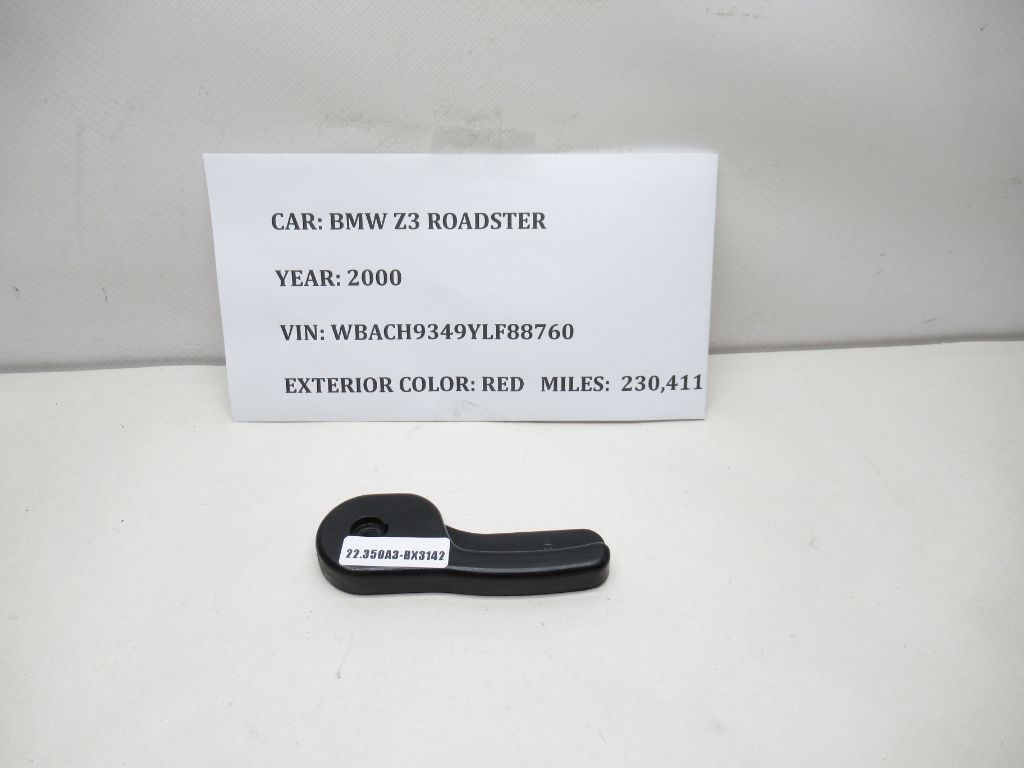 CAR: BMW Z3 ROADSTER
YEAR: 2000
VIN: WBACH9349YLF88760
EXTERIOR COLOR: RED MILES: 230,411
22.350A3-BX3142